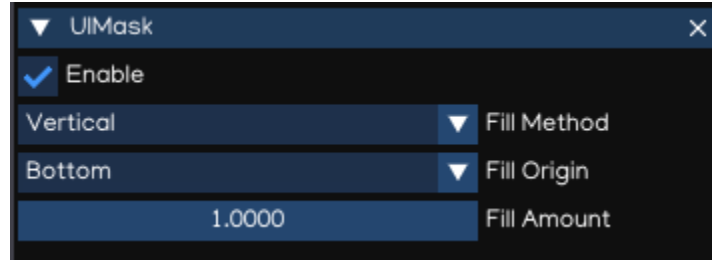 UIMask
Enable
Vertical Fill Method
Bottom Fill Origin
1.0000 Fill Amount